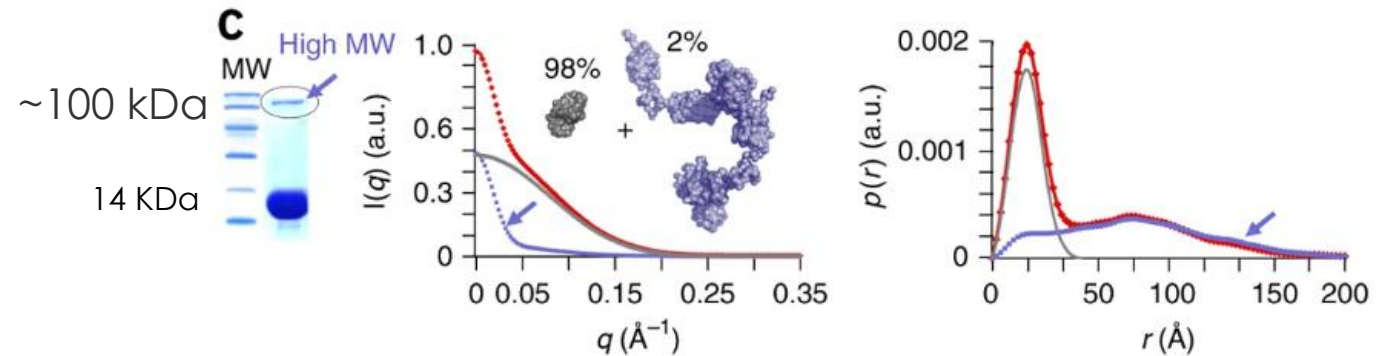 C
High MW
MW
~100 kDa
14 KDa
98%
2%
+
I(q) (a.u.)
1.0
0.6
0.3
0
0 0.05 0.15 0.25 0.35
q (Å⁻¹)
p(r) (a.u.)
0.002
0.001
0
0 50 100 150 200
r (Å)